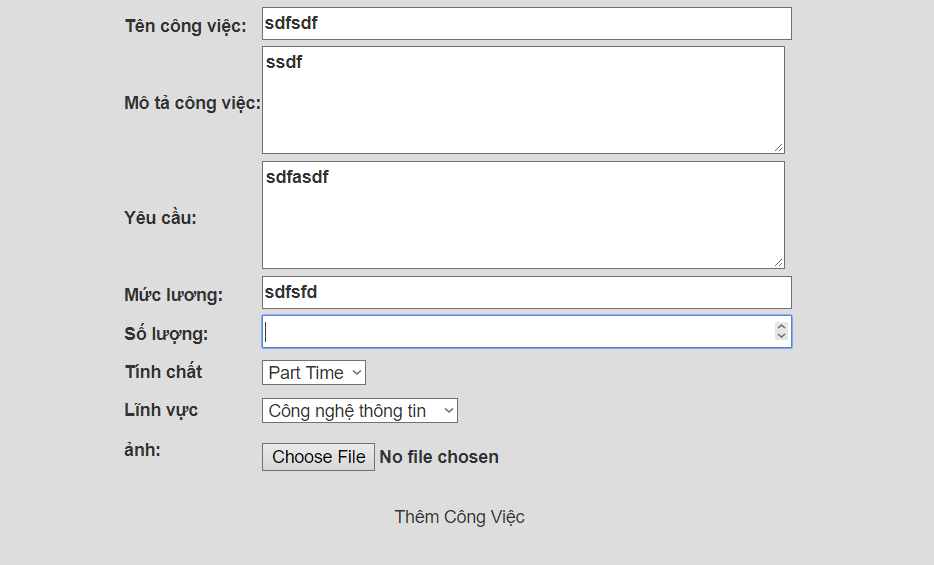 Tên công việc: sdfsdf
Mô tả công việc: ssdf
Yêu cầu: sdfasdf
Mức lương: sdfsfd
Số lượng:
Tính chất Part Time
Lĩnh vực Công nghệ thông tin
ảnh: Choose File No file chosen
Thêm Công Việc